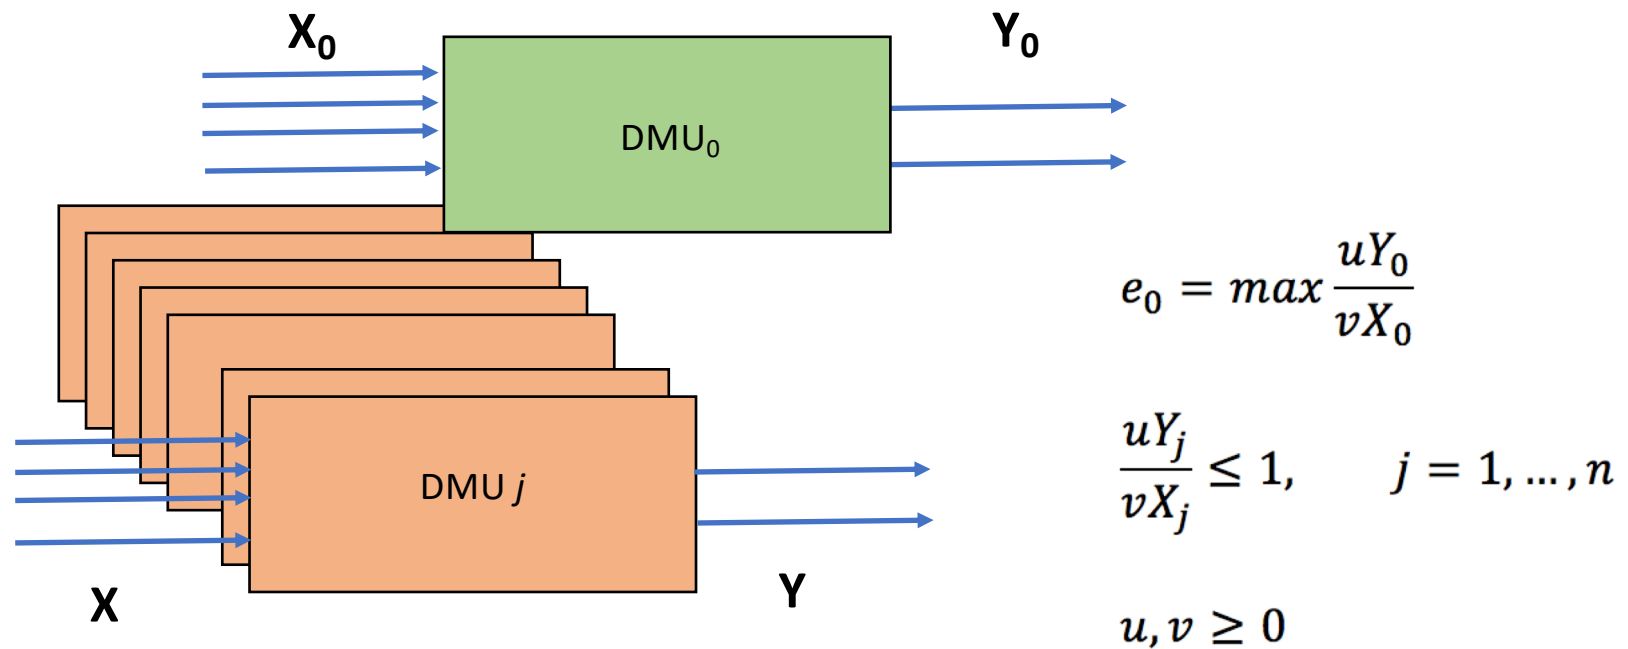 X₀
Y₀
DMU₀
e₀ = max uY₀ / vX₀
DMU j
uYⱼ / vXⱼ ≤ 1, j = 1, … , n
X
Y
u, v ≥ 0